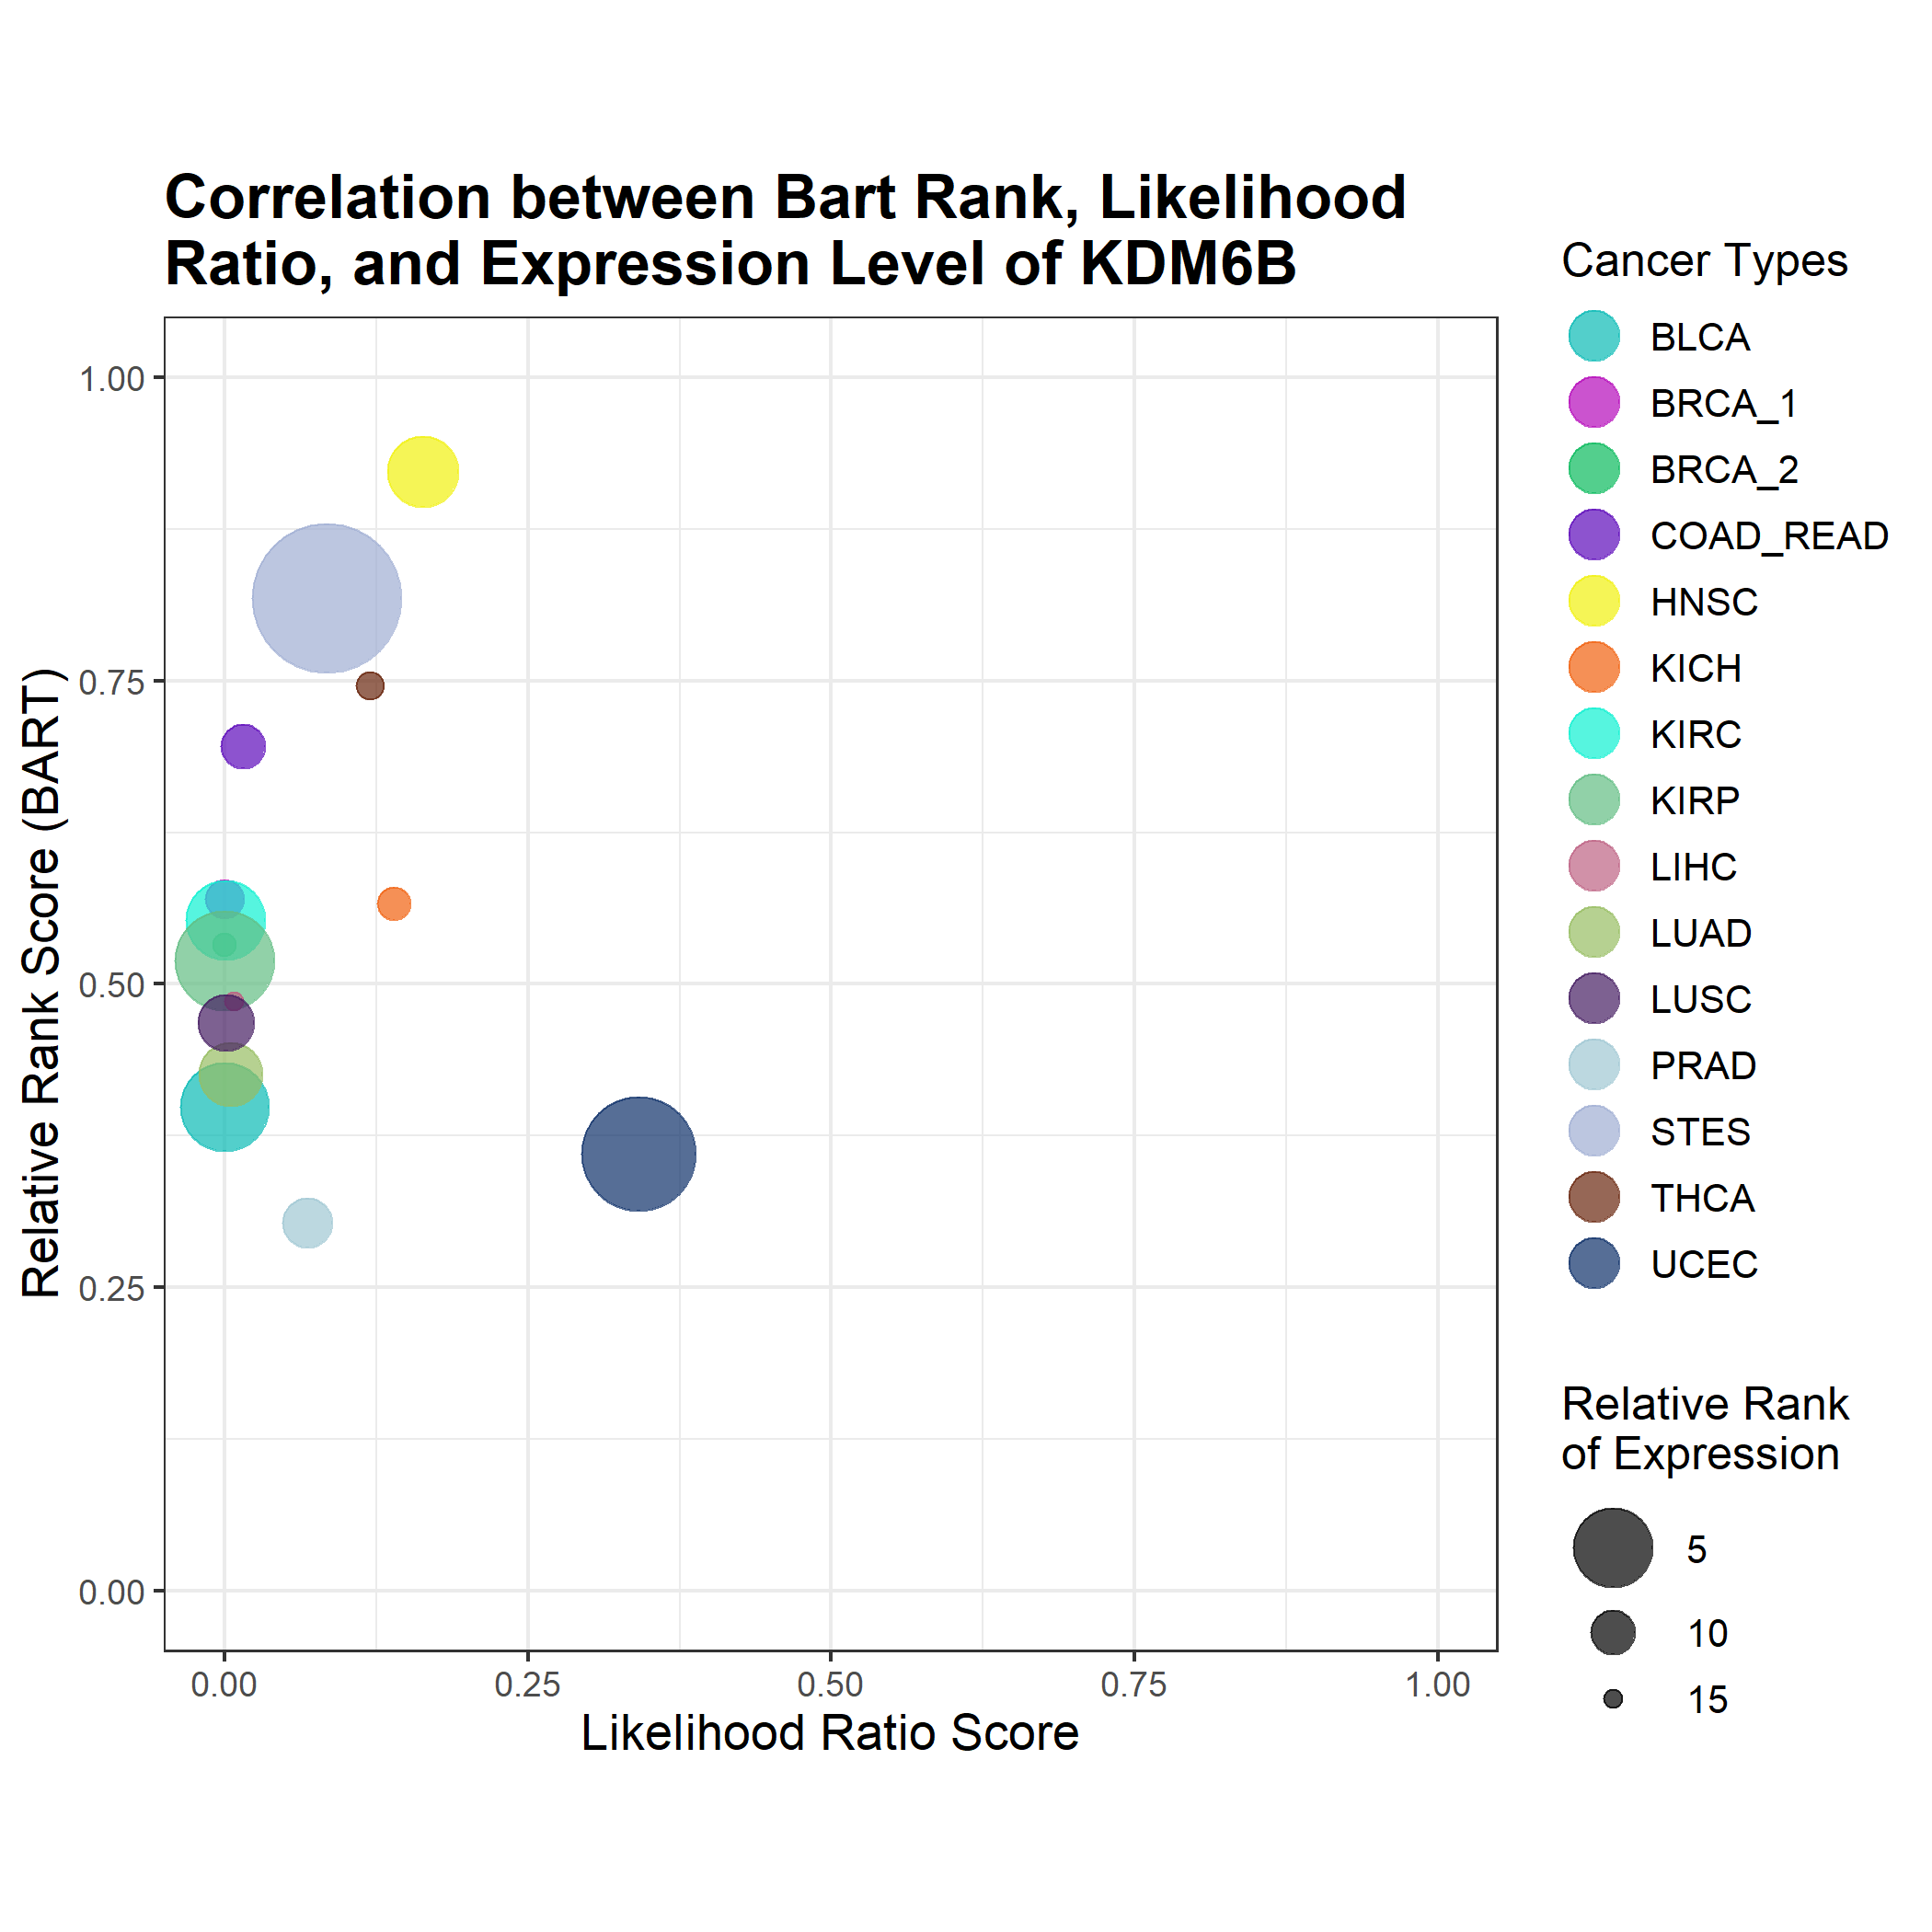 Correlation between Bart Rank, Likelihood
Ratio, and Expression Level of KDM6B
Relative Rank Score (BART)
1.00
0.75
0.50
0.25
0.00
0.00
0.25
0.50
0.75
1.00
Likelihood Ratio Score
Cancer Types
BLCA
BRCA_1
BRCA_2
COAD_READ
HNSC
KICH
KIRC
KIRP
LIHC
LUAD
LUSC
PRAD
STES
THCA
UCEC
Relative Rank
of Expression
5
10
15